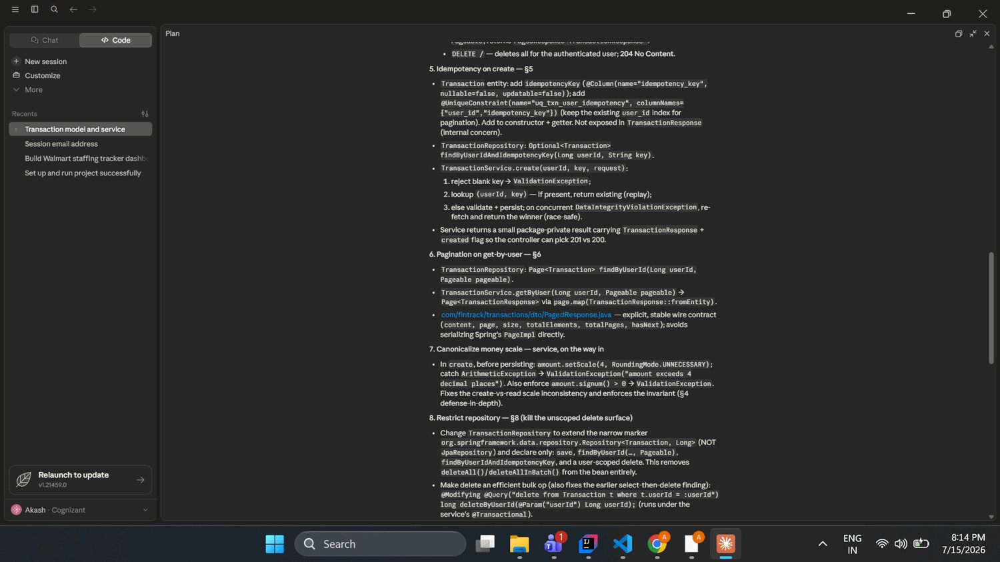 Chat
Code
New session
Customize
More
Recents
Transaction model and service
Session email address
Build Walmart staffing tracker dashbo
Set up and run project successfully
Relaunch to update
v1.21459.0
Akash · Cognizant
Plan
DELETE / — deletes all for the authenticated user; 204 No Content.
5. Idempotency on create — §5
Transaction entity: add idempotencyKey (@Column(name="idempotency_key",
nullable=false, updatable=false)); add
@UniqueConstraint(name="uq_txn_user_idempotency", columnNames=
{"user_id","idempotency_key"}) (keep the existing user_id index for
pagination). Add to constructor + getter. Not exposed in TransactionResponse
(internal concern).
TransactionRepository: Optional<Transaction>
findByUserIdAndIdempotencyKey(Long userId, String key).
TransactionService.create(userId, key, request):
1. reject blank key → ValidationException;
2. lookup (userId, key) — if present, return existing (replay);
3. else validate + persist; on concurrent DataIntegrityViolationException, re-
fetch and return the winner (race-safe).
Service returns a small package-private result carrying TransactionResponse +
created flag so the controller can pick 201 vs 200.
6. Pagination on get-by-user — §6
TransactionRepository: Page<Transaction> findByUserId(Long userId,
Pageable pageable).
TransactionService.getByUser(Long userId, Pageable pageable) →
Page<TransactionResponse> via page.map(TransactionResponse::fromEntity).
com/fintrack/transactions/dto/PagedResponse.java — explicit, stable wire contract
(content, page, size, totalElements, totalPages, hasNext); avoids
serializing Spring's PageImpl directly.
7. Canonicalize money scale — service, on the way in
In create, before persisting: amount.setScale(4, RoundingMode.UNNECESSARY);
catch ArithmeticException → ValidationException("amount exceeds 4
decimal places"). Also enforce amount.signum() > 0 → ValidationException.
Fixes the create-vs-read scale inconsistency and enforces the invariant (§4
defense-in-depth).
8. Restrict repository — §8 (kill the unscoped delete surface)
Change TransactionRepository to extend the narrow marker
org.springframework.data.repository.Repository<Transaction, Long> (NOT
JpaRepository) and declare only: save, findByUserId(…, Pageable),
findByUserIdAndIdempotencyKey, and a user-scoped delete. This removes
deleteAll()/deleteAllInBatch() from the bean entirely.
Make delete an efficient bulk op (also fixes the earlier select-then-delete finding):
@Modifying @Query("delete from Transaction t where t.userId = :userId")
long deleteByUserId(@Param("userId") Long userId); (runs under the
service's @Transactional).
Search
1
A
A
ENG
IN
8:14 PM
7/15/2026